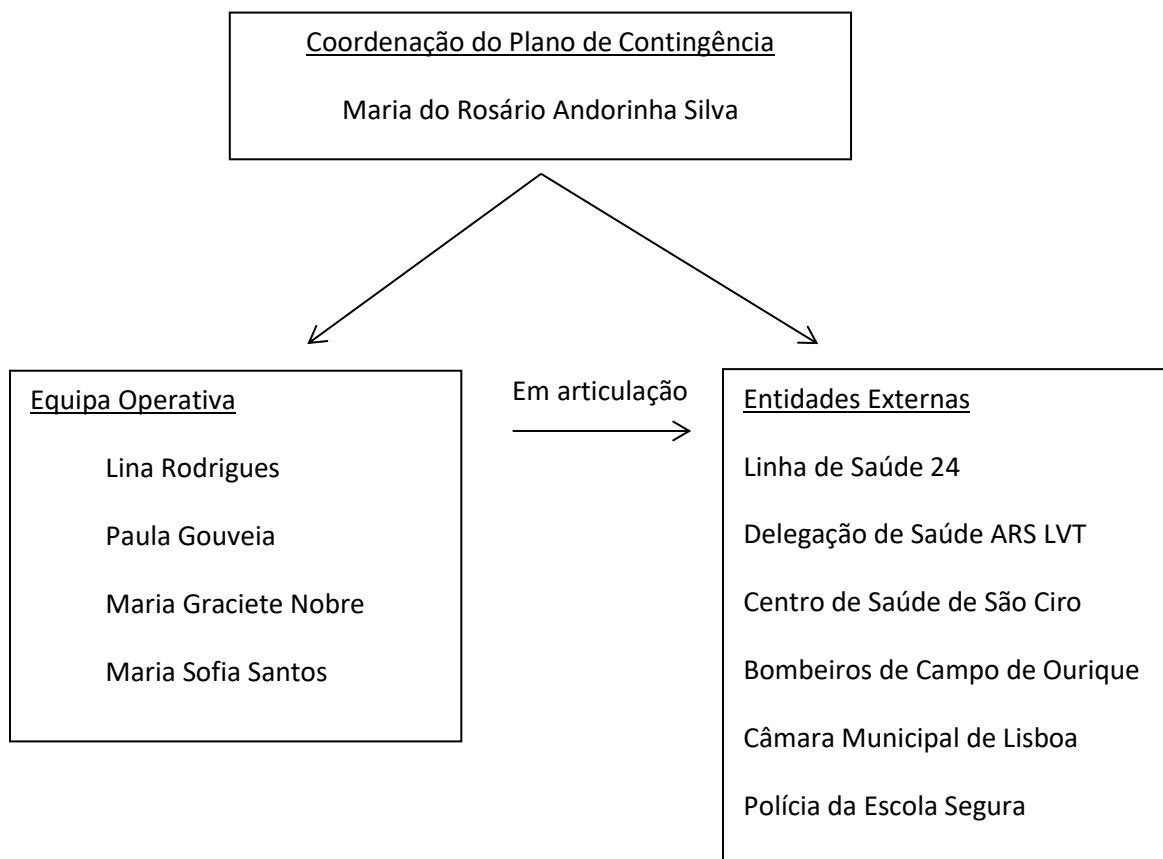 Coordenação do Plano de Contingência
Maria do Rosário Andorinha Silva
Equipa Operativa
Lina Rodrigues
Paula Gouveia
Maria Graciete Nobre
Maria Sofia Santos
Em articulação
Entidades Externas
Linha de Saúde 24
Delegação de Saúde ARS LVT
Centro de Saúde de São Ciro
Bombeiros de Campo de Ourique
Câmara Municipal de Lisboa
Polícia da Escola Segura